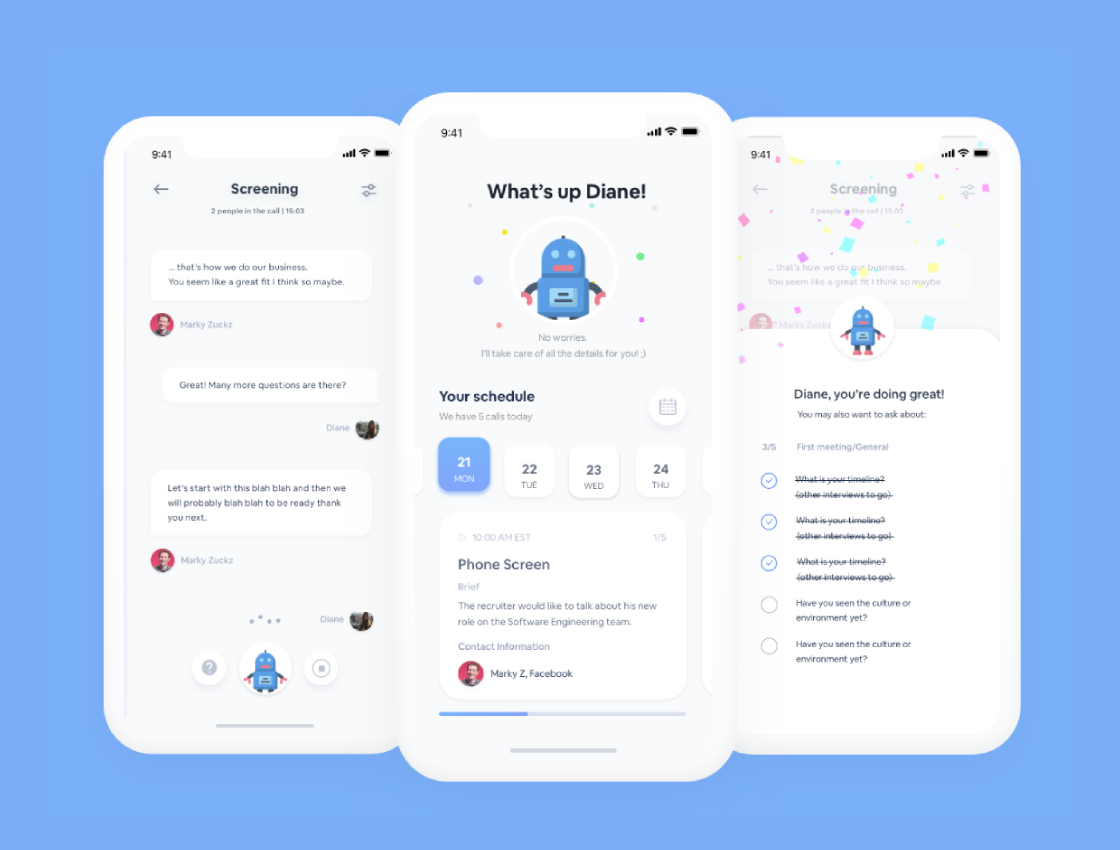 9:41
Screening
2 people in the call | 15:03
... that's how we do our business.
You seem like a great fit I think so maybe.
Marky Zuckz
Great! Many more questions are there?
Diane
Let's start with this blah blah and then we
will probably blah blah to be ready thank
you next.
Marky Zuckz
Diane
?
9:41
What's up Diane!
No worries.
I'll take care of all the details for you! ;)
Your schedule
We have 5 calls today
21
MON
22
TUE
23
WED
24
THU
10:00 AM EST
1/5
Phone Screen
Brief
The recruiter would like to talk about his new
role on the Software Engineering team.
Contact Information
Marky Z, Facebook
9:41
Screening
2 people in the call | 15:03
... that's how we do our business.
You seem like a great fit I think so maybe.
Marky Zuckz
Diane, you're doing great!
You may also want to ask about:
3/5 First meeting/General
What is your timeline?
(other interviews to go)
What is your timeline?
(other interviews to go)
What is your timeline?
(other interviews to go)
Have you seen the culture or
environment yet?
Have you seen the culture or
environment yet?